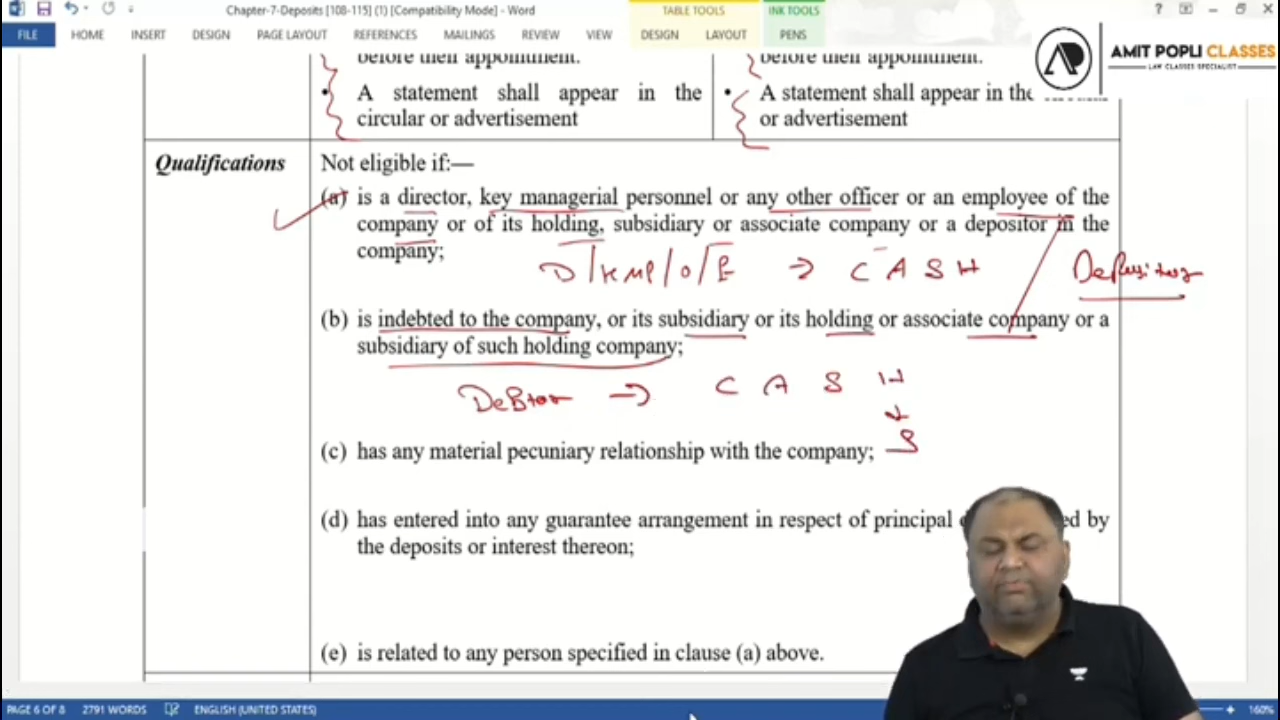 Chapter-7-Deposits [108-115] (1) [Compatibility Mode] - Word
TABLE TOOLS
INK TOOLS
FILE HOME INSERT DESIGN PAGE LAYOUT REFERENCES MAILINGS REVIEW VIEW DESIGN LAYOUT PENS
AMIT POPLI CLASSES
LAW CLASSES SPECIALIST
before their appointment.
• A statement shall appear in the
circular or advertisement
before their appointment.
• A statement shall appear in the
or advertisement
Qualifications
Not eligible if:—
(a) is a director, key managerial personnel or any other officer or an employee of the
company or of its holding, subsidiary or associate company or a depositor in the
company;
D/KMP/O/E → C A S H
Depositor
(b) is indebted to the company, or its subsidiary or its holding or associate company or a
subsidiary of such holding company;
DeBtor → C A S H
↓
S
(c) has any material pecuniary relationship with the company;
(d) has entered into any guarantee arrangement in respect of principal by
the deposits or interest thereon;
(e) is related to any person specified in clause (a) above.
PAGE 6 OF 8 2791 WORDS ENGLISH (UNITED STATES) 160%